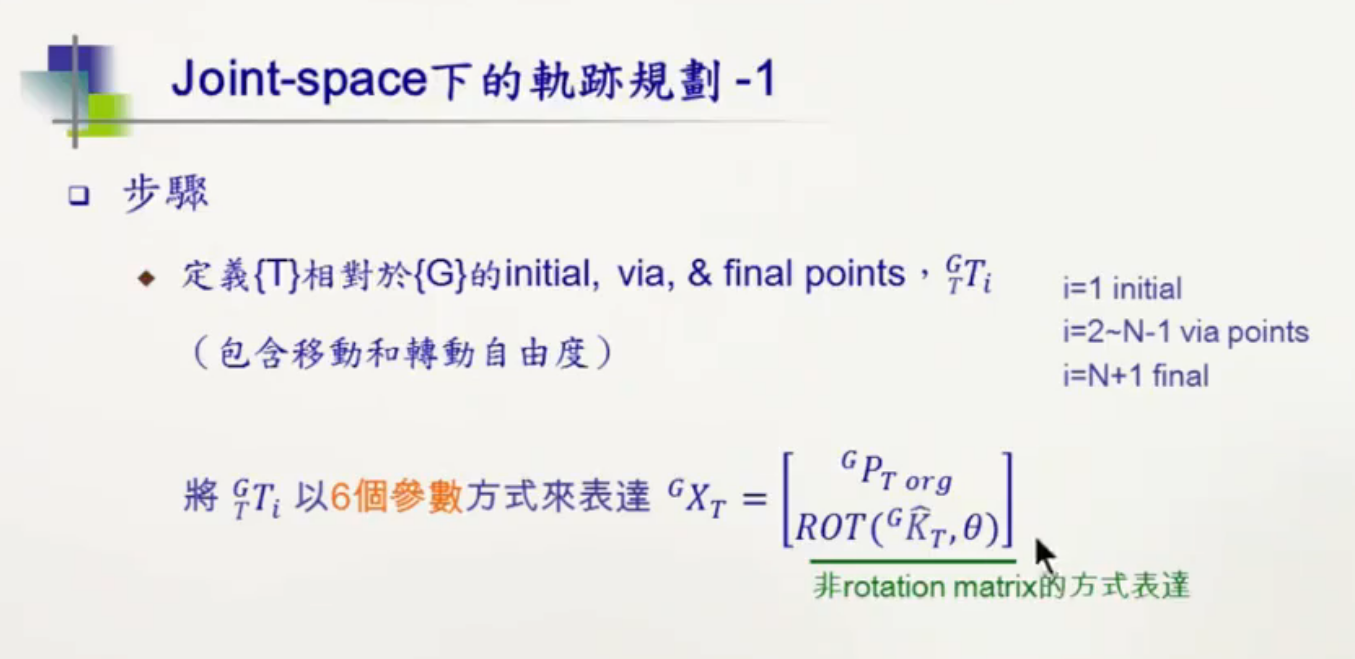 Joint-space下的軌跡規劃 -1
步驟
定義{T}相對於{G}的initial, via, & final points，$^G_TT_i$
i=1 initial
（包含移動和轉動自由度）
i=2~N-1 via points
i=N+1 final
將 $^G_TT_i$ 以6個參數方式來表達 $^GX_T = \begin{bmatrix} ^GP_{T\,org} \\ ROT(^G\hat{K}_T, \theta) \end{bmatrix}$
非rotation matrix的方式表達